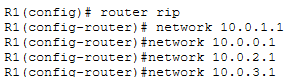 R1(config)# router rip
R1(config-router)# network 10.0.1.1
R1(config-router)#network 10.0.0.1
R1(config-router)#network 10.0.2.1
R1(config-router)#network 10.0.3.1